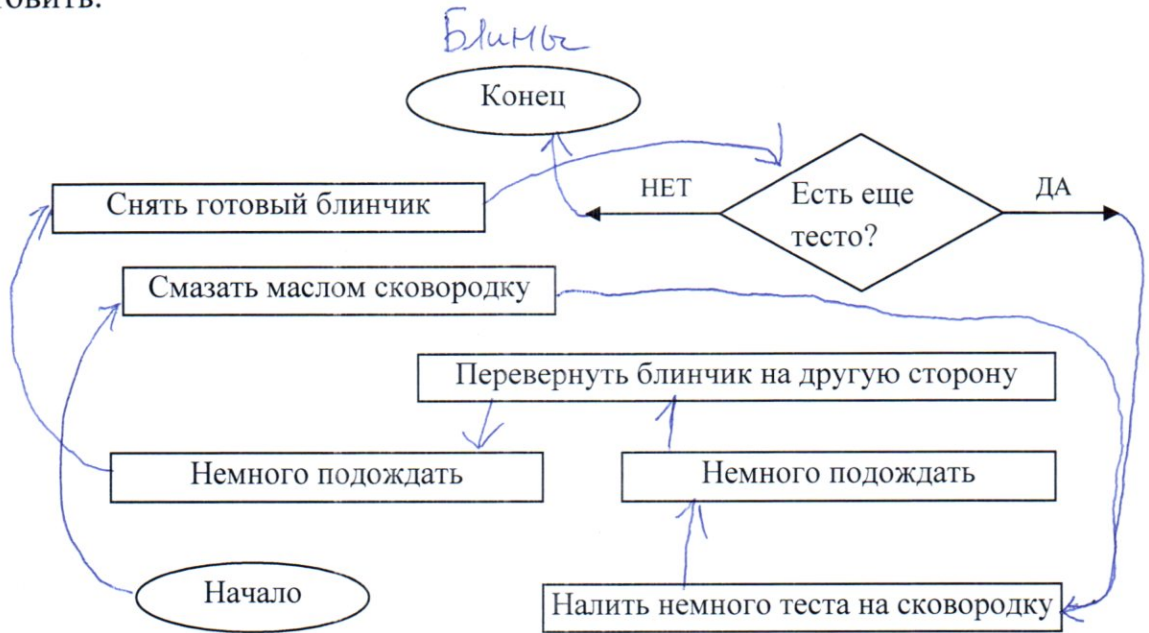 товить.
Блины
Конец
НЕТ
Есть еще
тесто?
ДА
Снять готовый блинчик
Смазать маслом сковородку
Перевернуть блинчик на другую сторону
Немного подождать
Немного подождать
Начало
Налить немного теста на сковородку